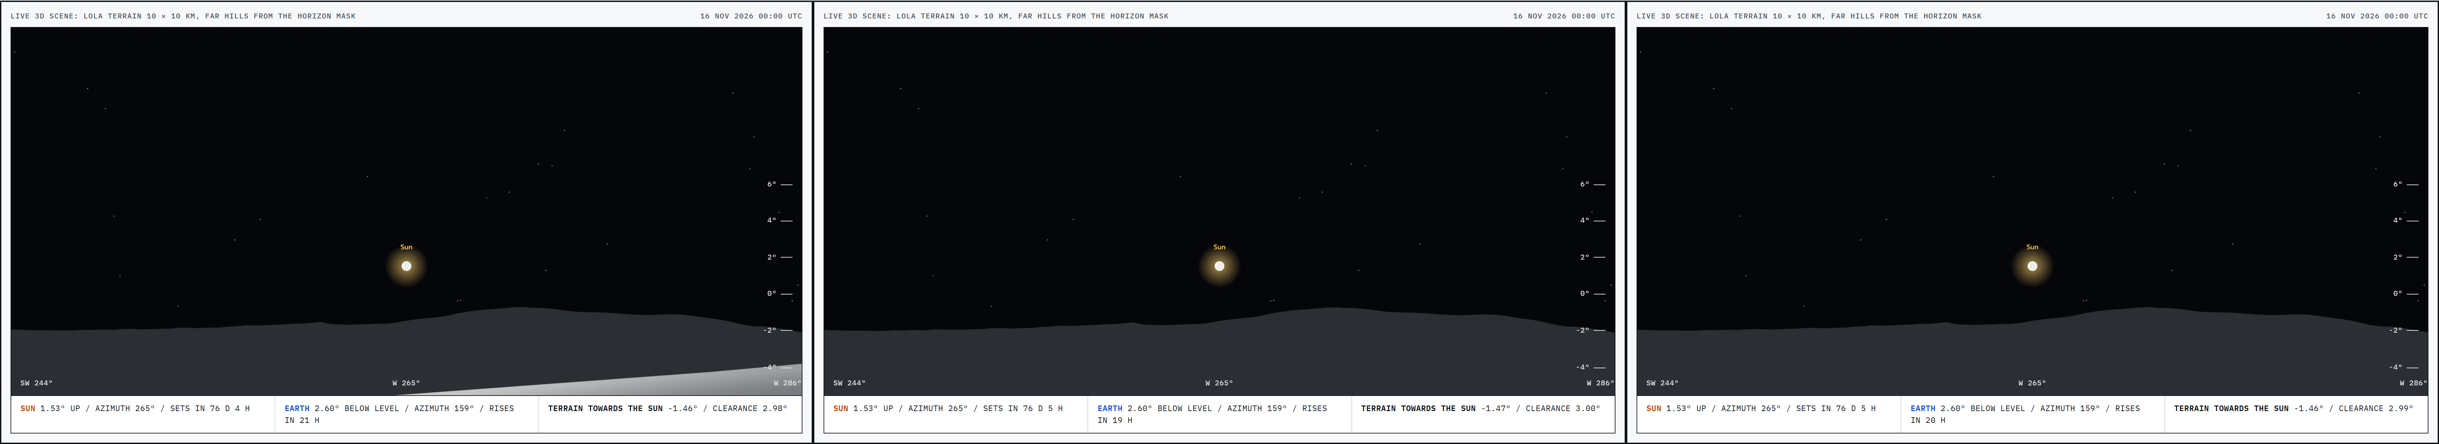 LIVE 3D SCENE: LOLA TERRAIN 10 × 10 KM, FAR HILLS FROM THE HORIZON MASK
16 NOV 2026 00:00 UTC
Sun
6°
4°
2°
0°
-2°
-4°
SW 244°
W 265°
W 286°
SUN 1.53° UP / AZIMUTH 265° / SETS IN 76 D 4 H
EARTH 2.60° BELOW LEVEL / AZIMUTH 159° / RISES
IN 21 H
TERRAIN TOWARDS THE SUN -1.46° / CLEARANCE 2.98°
LIVE 3D SCENE: LOLA TERRAIN 10 × 10 KM, FAR HILLS FROM THE HORIZON MASK
16 NOV 2026 00:00 UTC
Sun
6°
4°
2°
0°
-2°
-4°
SW 244°
W 265°
W 286°
SUN 1.53° UP / AZIMUTH 265° / SETS IN 76 D 5 H
EARTH 2.60° BELOW LEVEL / AZIMUTH 159° / RISES
IN 19 H
TERRAIN TOWARDS THE SUN -1.47° / CLEARANCE 3.00°
LIVE 3D SCENE: LOLA TERRAIN 10 × 10 KM, FAR HILLS FROM THE HORIZON MASK
16 NOV 2026 00:00 UTC
Sun
6°
4°
2°
0°
-2°
-4°
SW 244°
W 265°
W 286°
SUN 1.53° UP / AZIMUTH 265° / SETS IN 76 D 5 H
EARTH 2.60° BELOW LEVEL / AZIMUTH 159° / RISES
IN 20 H
TERRAIN TOWARDS THE SUN -1.46° / CLEARANCE 2.99°